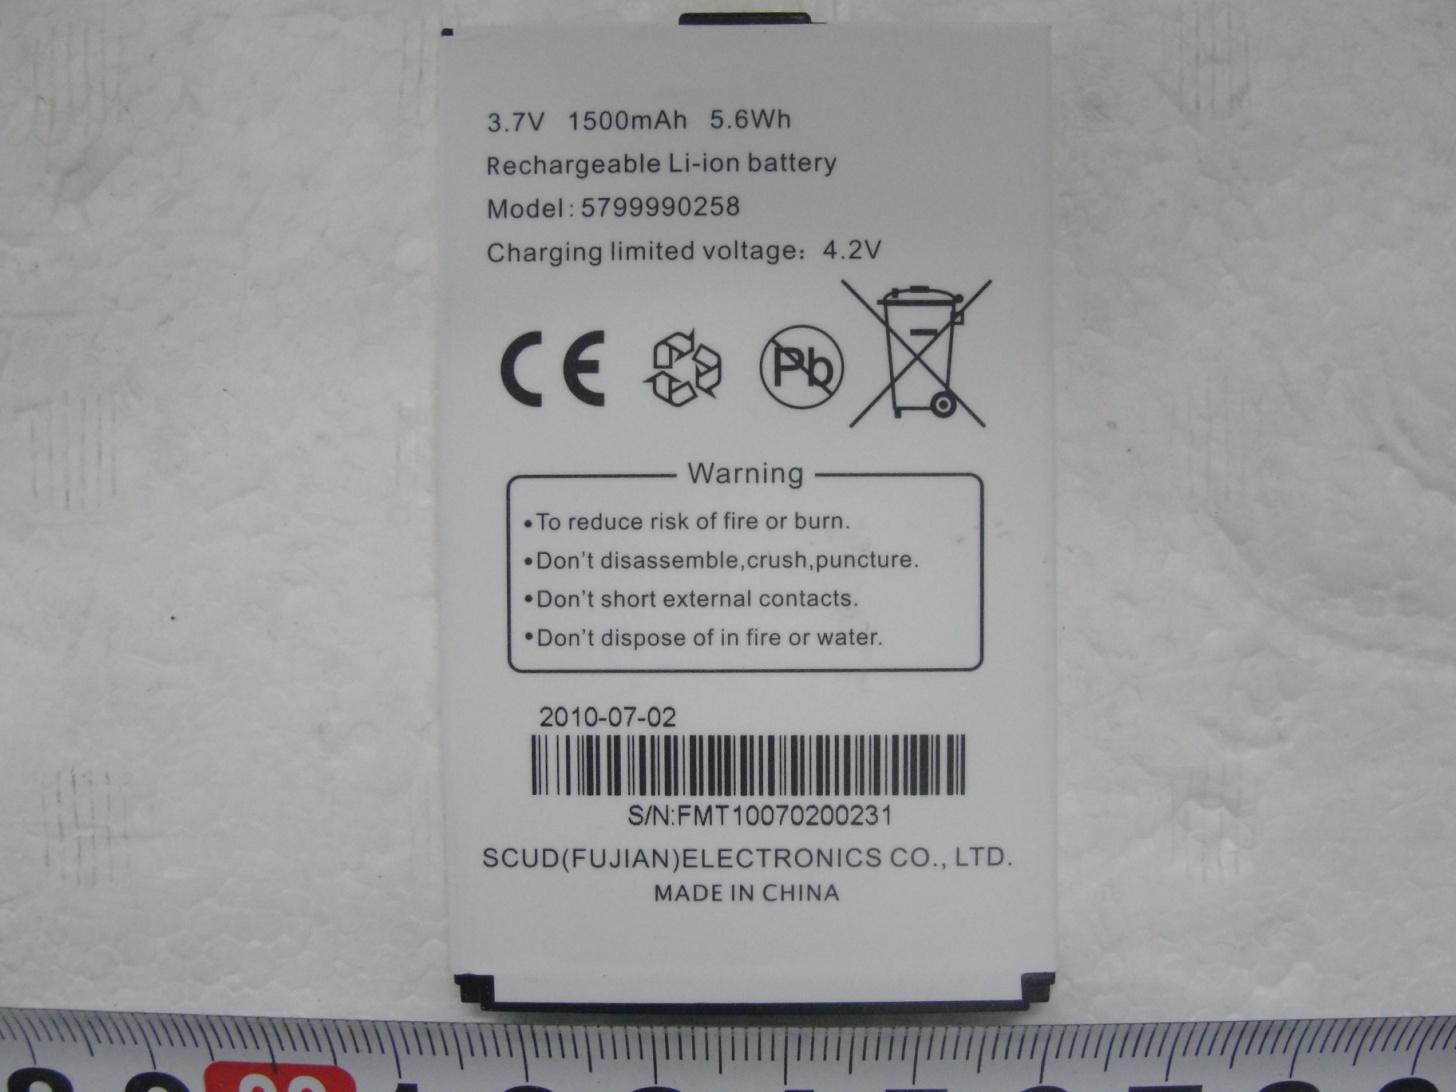 3.7V 1500mAh 5.6Wh
Rechargeable Li-ion battery
Model: 5799990258
Charging limited voltage: 4.2V
CE
Pb
Warning
•To reduce risk of fire or burn.
•Don't disassemble,crush,puncture.
•Don't short external contacts.
•Don't dispose of in fire or water.
2010-07-02
S/N:FMT10070200231
SCUD(FUJIAN)ELECTRONICS CO., LTD.
MADE IN CHINA